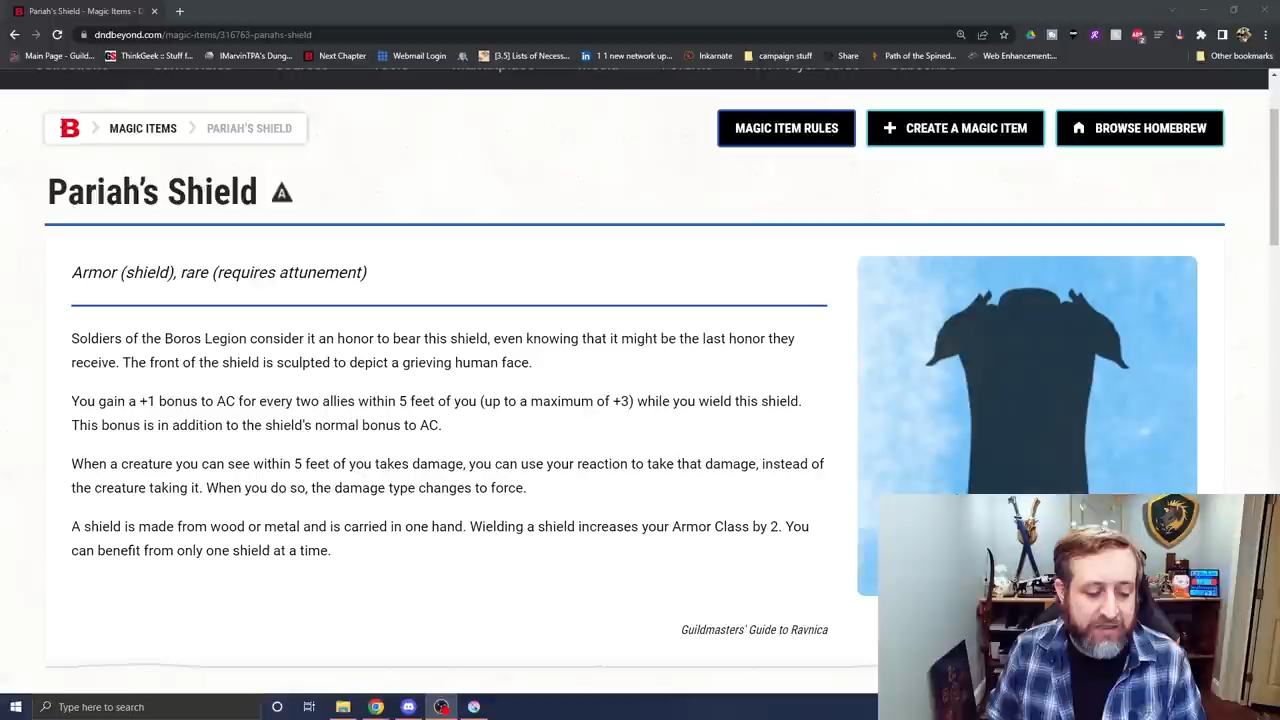 Pariah's Shield - Magic Items - D
dndbeyond.com/magic-items/316763-pariahs-shield
Main Page - Guild...
ThinkGeek :: Stuff f...
IMarvinTPA's Dung...
Next Chapter
Webmail Login
[3.5] Lists of Necess...
1 1 new network up...
Inkarnate
campaign stuff
Share
Path of the Spined...
Web Enhancement:...
Other bookmarks
B
MAGIC ITEMS
PARIAH'S SHIELD
MAGIC ITEM RULES
CREATE A MAGIC ITEM
BROWSE HOMEBREW
Pariah's Shield
A
Armor (shield), rare (requires attunement)
Soldiers of the Boros Legion consider it an honor to bear this shield, even knowing that it might be the last honor they
receive. The front of the shield is sculpted to depict a grieving human face.
You gain a +1 bonus to AC for every two allies within 5 feet of you (up to a maximum of +3) while you wield this shield.
This bonus is in addition to the shield's normal bonus to AC.
When a creature you can see within 5 feet of you takes damage, you can use your reaction to take that damage, instead of
the creature taking it. When you do so, the damage type changes to force.
A shield is made from wood or metal and is carried in one hand. Wielding a shield increases your Armor Class by 2. You
can benefit from only one shield at a time.
Guildmasters' Guide to Ravnica
Type here to search